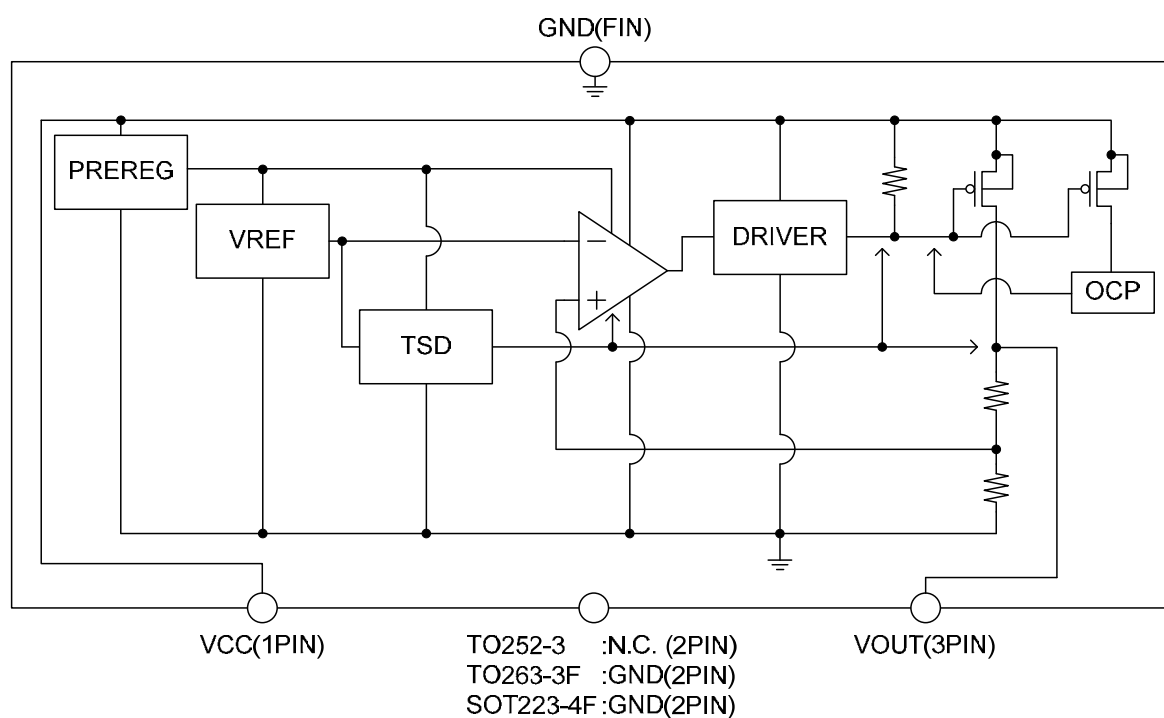 GND(FIN)
PREREG
VREF
DRIVER
OCP
TSD
VCC(1PIN)
TO252-3 :N.C. (2PIN)
TO263-3F :GND(2PIN)
SOT223-4F :GND(2PIN)
VOUT(3PIN)